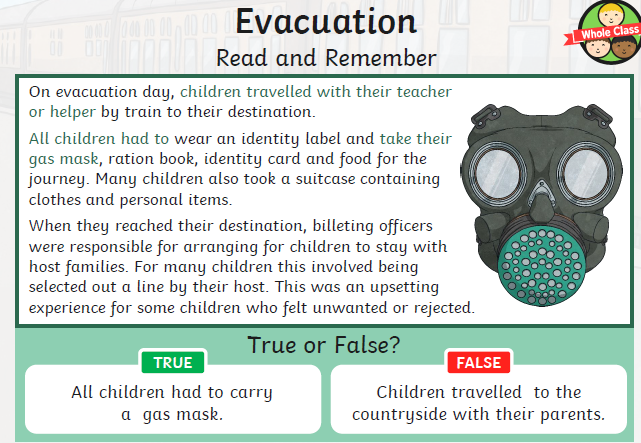 Evacuation
Whole Class
Read and Remember
On evacuation day, children travelled with their teacher
or helper by train to their destination.
All children had to wear an identity label and take their
gas mask, ration book, identity card and food for the
journey. Many children also took a suitcase containing
clothes and personal items.
When they reached their destination, billeting officers
were responsible for arranging for children to stay with
host families. For many children this involved being
selected out a line by their host. This was an upsetting
experience for some children who felt unwanted or rejected.
True or False?
TRUE
All children had to carry
a gas mask.
FALSE
Children travelled to the
countryside with their parents.